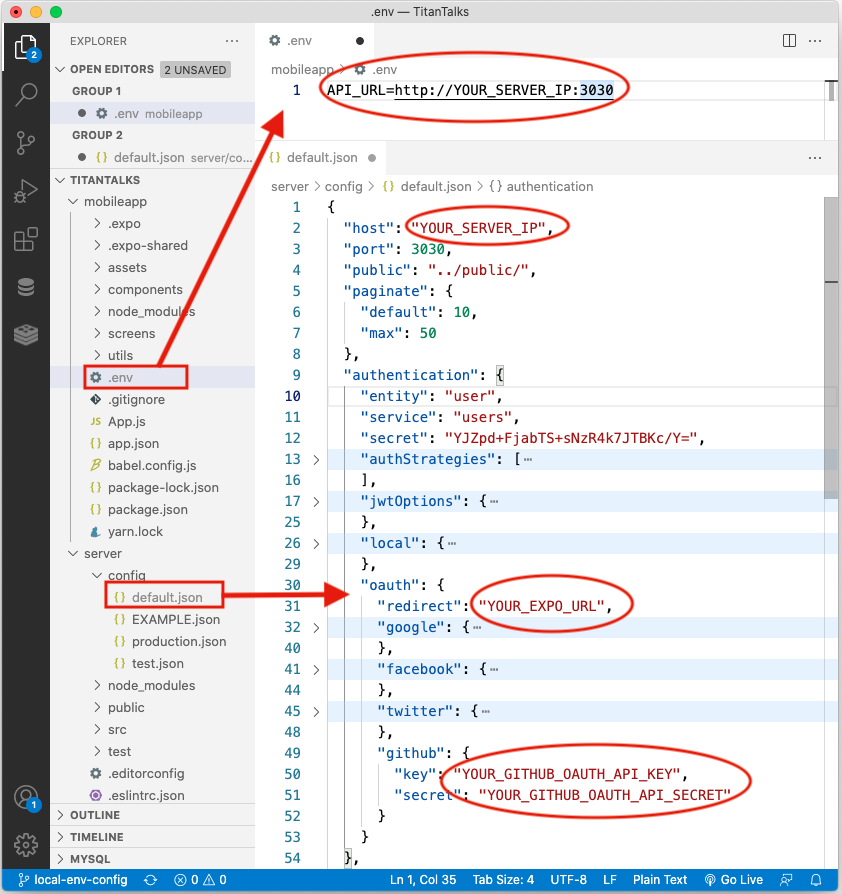 .env — TitanTalks
EXPLORER
OPEN EDITORS 2 UNSAVED
GROUP 1
.env mobileapp
GROUP 2
{} default.json server/co...
TITANTALKS
mobileapp
.expo
.expo-shared
assets
components
node_modules
screens
utils
.env
.gitignore
JS App.js
{} app.json
babel.config.js
{} package-lock.json
{} package.json
yarn.lock
server
config
{} default.json
{} EXAMPLE.json
{} production.json
{} test.json
node_modules
public
src
test
.editorconfig
.eslintrc.json
OUTLINE
TIMELINE
MYSQL
2
1
.env
mobileapp > .env
1 API_URL=http://YOUR_SERVER_IP:3030
{} default.json
server > config > {} default.json > {} authentication
1 {
2 "host": "YOUR_SERVER_IP",
3 "port": 3030,
4 "public": "../public/",
5 "paginate": {
6 "default": 10,
7 "max": 50
8 },
9 "authentication": {
10 "entity": "user",
11 "service": "users",
12 "secret": "YJZpd+FjabTS+sNzR4k7JTBKc/Y=",
13 > "authStrategies": [⋯
16 ],
17 > "jwtOptions": {⋯
25 },
26 > "local": {⋯
29 },
30 "oauth": {
31 "redirect": "YOUR_EXPO_URL",
32 > "google": {⋯
40 },
41 > "facebook": {⋯
44 },
45 > "twitter": {⋯
48 },
49 "github": {
50 "key": "YOUR_GITHUB_OAUTH_API_KEY",
51 "secret": "YOUR_GITHUB_OAUTH_API_SECRET"
52 }
53 }
54 },
local-env-config 0 0 Ln 1, Col 35 Tab Size: 4 UTF-8 LF Plain Text Go Live